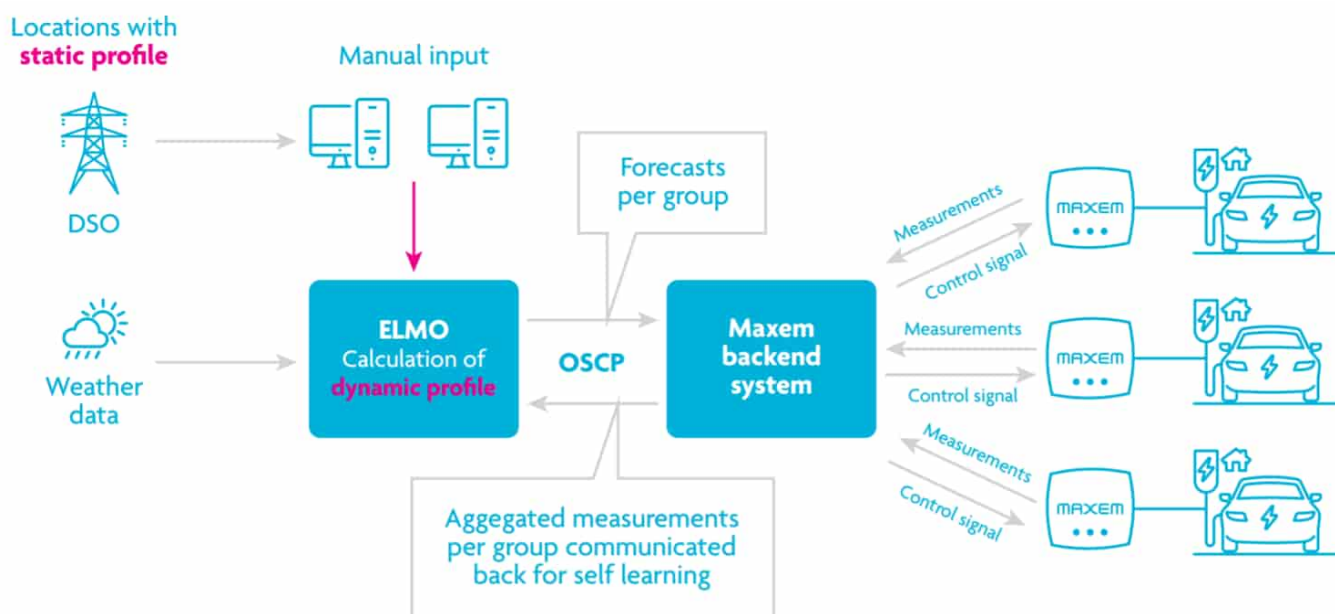 Locations with
static profile
Manual input
DSO
Weather
data
ELMO
Calculation of
dynamic profile
Forecasts
per group
OSCP
Aggegated measurements
per group communicated
back for self learning
Maxem
backend
system
Measurements
Control signal
MAXEM
Measurements
Control signal
MAXEM
Measurements
Control signal
MAXEM